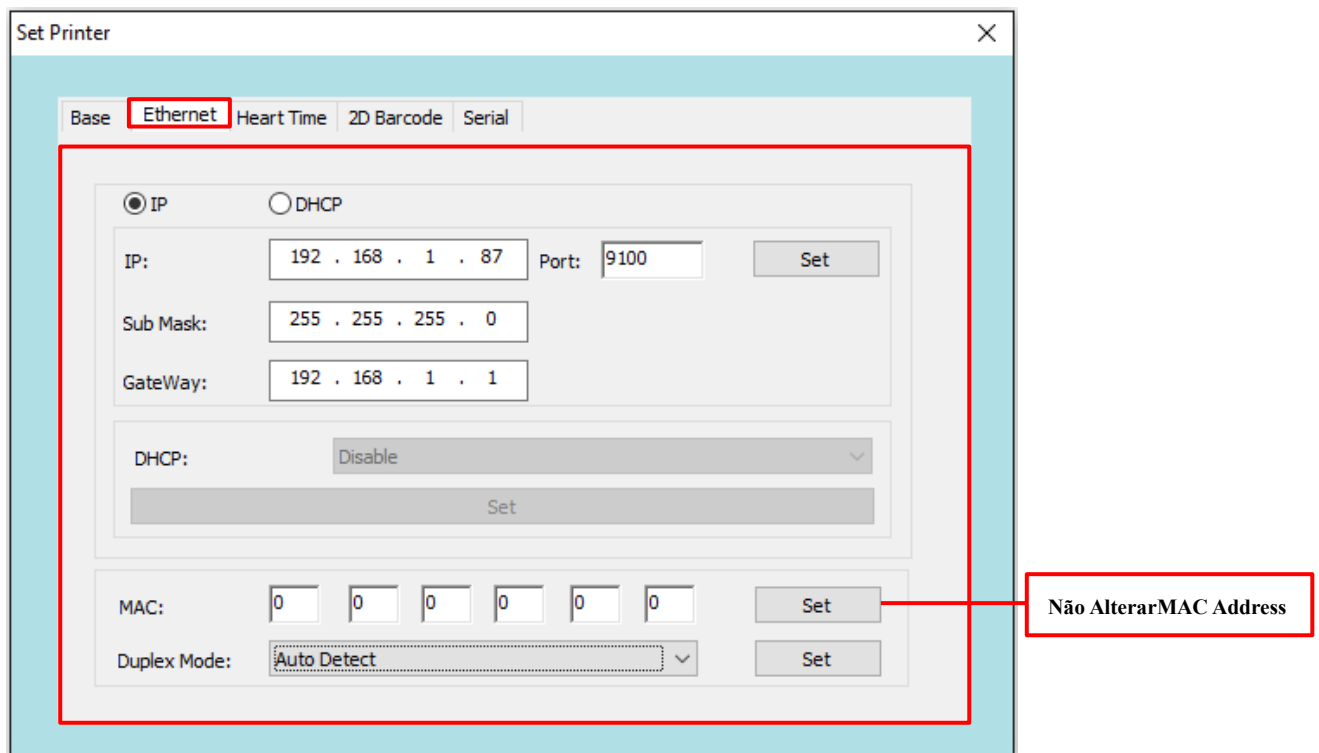 Set Printer
Base Ethernet Heart Time 2D Barcode Serial
IP DHCP
IP: 192 . 168 . 1 . 87 Port: 9100 Set
Sub Mask: 255 . 255 . 255 . 0
GateWay: 192 . 168 . 1 . 1
DHCP: Disable
Set
MAC: 0 0 0 0 0 0 Set
Não AlterarMAC Address
Duplex Mode: Auto Detect Set